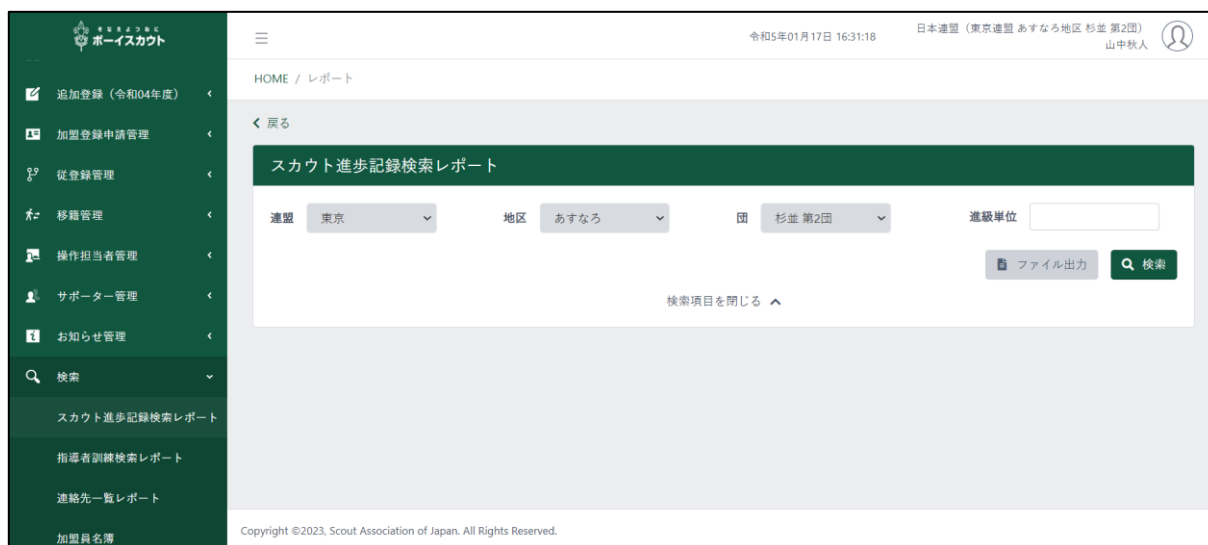 そなえよつねに
ボーイスカウト
追加登録（令和04年度）
加盟登録申請管理
従登録管理
移籍管理
操作担当者管理
サポーター管理
お知らせ管理
検索
スカウト進歩記録検索レポート
指導者訓練検索レポート
連絡先一覧レポート
加盟員名簿
令和5年01月17日 16:31:18
日本連盟（東京連盟 あすなろ地区 杉並 第2団）
山中秋人
HOME / レポート
戻る
スカウト進歩記録検索レポート
連盟 東京 地区 あすなろ 団 杉並 第2団 進級単位
ファイル出力 検索
検索項目を閉じる
Copyright ©2023, Scout Association of Japan. All Rights Reserved.